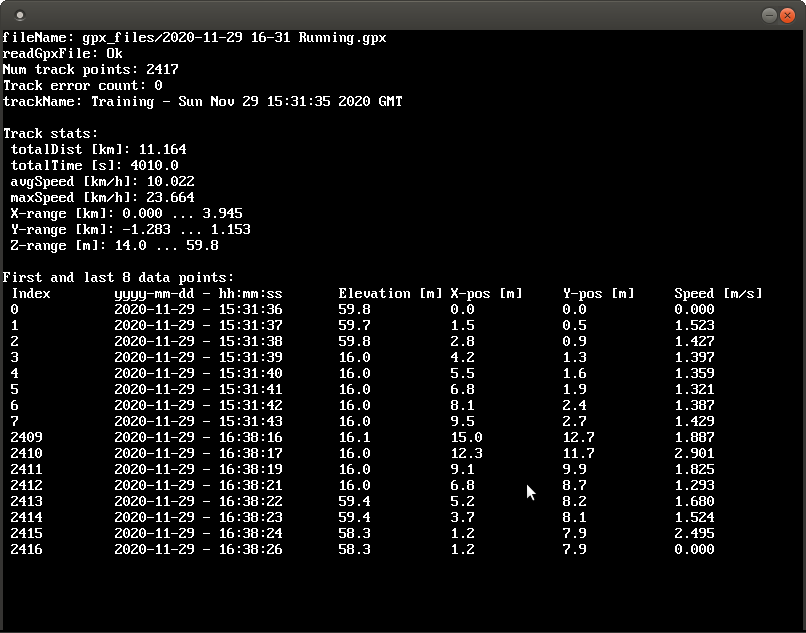 fileName: gpx_files/2020-11-29 16-31 Running.gpx
readGpxFile: Ok
Num track points: 2417
Track error count: 0
trackName: Training - Sun Nov 29 15:31:35 2020 GMT
Track stats:
totalDist [km]: 11.164
totalTime [s]: 4010.0
avgSpeed [km/h]: 10.022
maxSpeed [km/h]: 23.664
X-range [km]: 0.000 ... 3.945
Y-range [km]: -1.283 ... 1.153
Z-range [m]: 14.0 ... 59.8
First and last 8 data points:
Index yyyy-mm-dd - hh:mm:ss Elevation [m] X-pos [m] Y-pos [m] Speed [m/s]
0 2020-11-29 - 15:31:36 59.8 0.0 0.0 0.000
1 2020-11-29 - 15:31:37 59.7 1.5 0.5 1.523
2 2020-11-29 - 15:31:38 59.8 2.8 0.9 1.427
3 2020-11-29 - 15:31:39 16.0 4.2 1.3 1.397
4 2020-11-29 - 15:31:40 16.0 5.5 1.6 1.359
5 2020-11-29 - 15:31:41 16.0 6.8 1.9 1.321
6 2020-11-29 - 15:31:42 16.0 8.1 2.4 1.387
7 2020-11-29 - 15:31:43 16.0 9.5 2.7 1.429
2409 2020-11-29 - 16:38:16 16.1 15.0 12.7 1.887
2410 2020-11-29 - 16:38:17 16.0 12.3 11.7 2.901
2411 2020-11-29 - 16:38:19 16.0 9.1 9.9 1.825
2412 2020-11-29 - 16:38:21 16.0 6.8 8.7 1.293
2413 2020-11-29 - 16:38:22 59.4 5.2 8.2 1.680
2414 2020-11-29 - 16:38:23 59.4 3.7 8.1 1.524
2415 2020-11-29 - 16:38:24 58.3 1.2 7.9 2.495
2416 2020-11-29 - 16:38:26 58.3 1.2 7.9 0.000